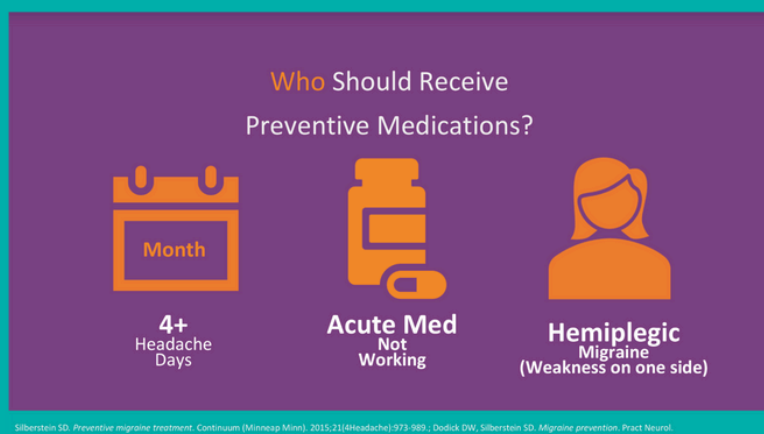 Who Should Receive
Preventive Medications?
Month
4+
Headache
Days
Acute Med
Not
Working
Hemiplegic
Migraine
(Weakness on one side)
Silberstein SD. Preventive migraine treatment. Continuum (Minneap Minn). 2015;21(4Headache):973-989.; Dodick DW, Silberstein SD. Migraine prevention. Pract Neurol.